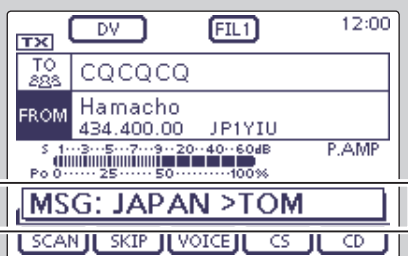 DV FIL1 12:00
TX
TO CQCQCQ
FROM Hamacho
434.400.00 JP1YIU
S 1··3··5··7··9··20··40··60dB P.AMP
Po 0······25······50·········100%
MSG: JAPAN >TOM
SCAN SKIP VOICE CS CD